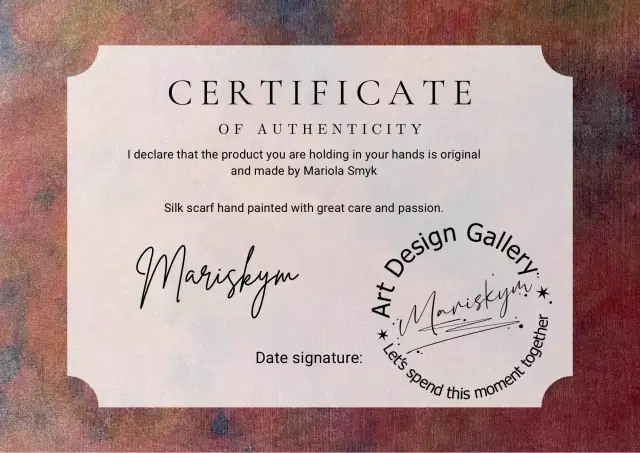 CERTIFICATE
OF AUTHENTICITY
I declare that the product you are holding in your hands is original
and made by Mariola Smyk
Silk scarf hand painted with great care and passion.
Mariskym
Art Design Gallery
Mariskym
Let's spend this moment together
Date signature: